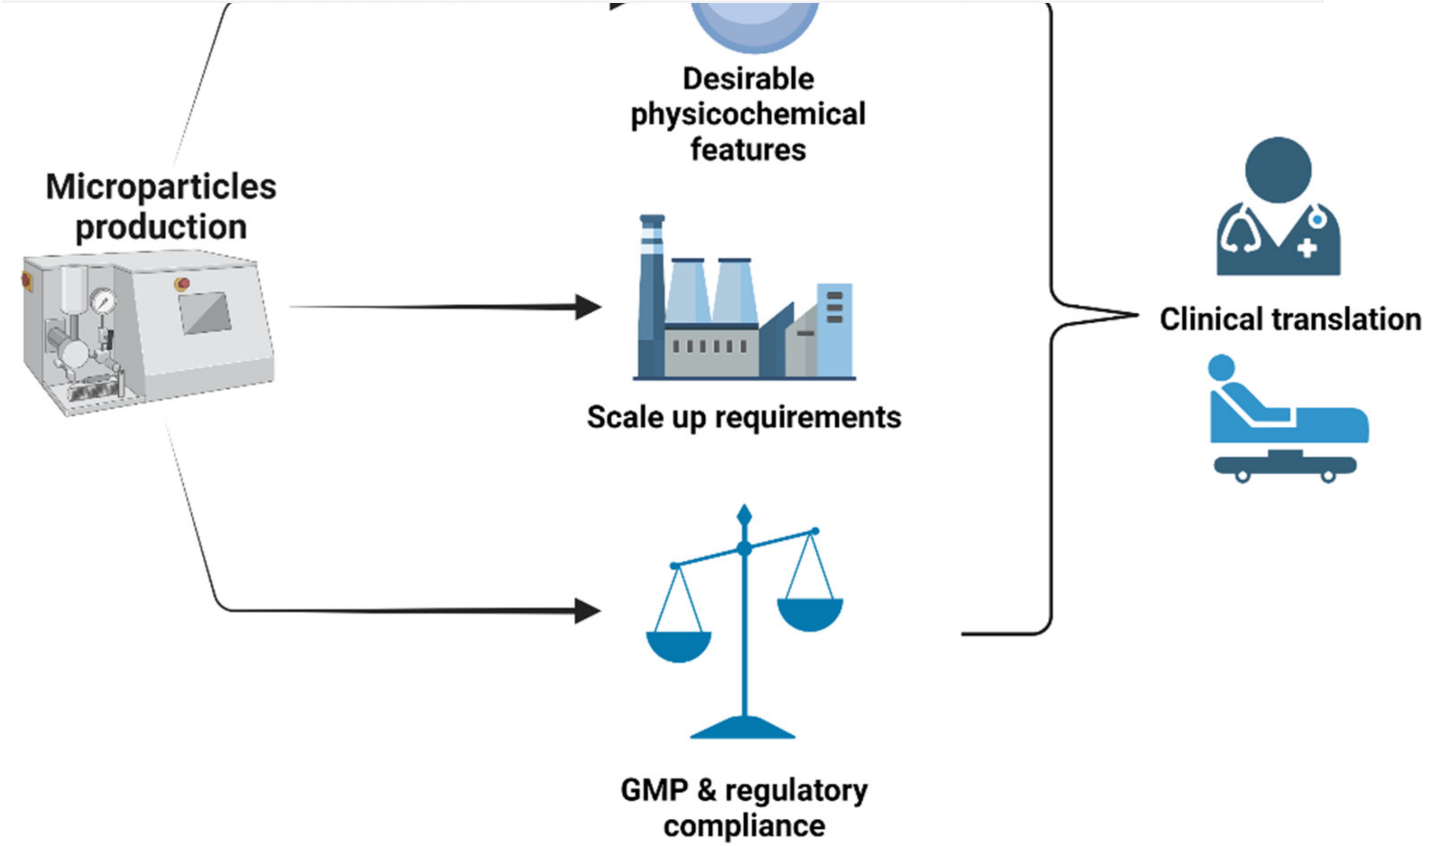 Desirable
physicochemical
features
Microparticles
production
Scale up requirements
Clinical translation
GMP & regulatory
compliance